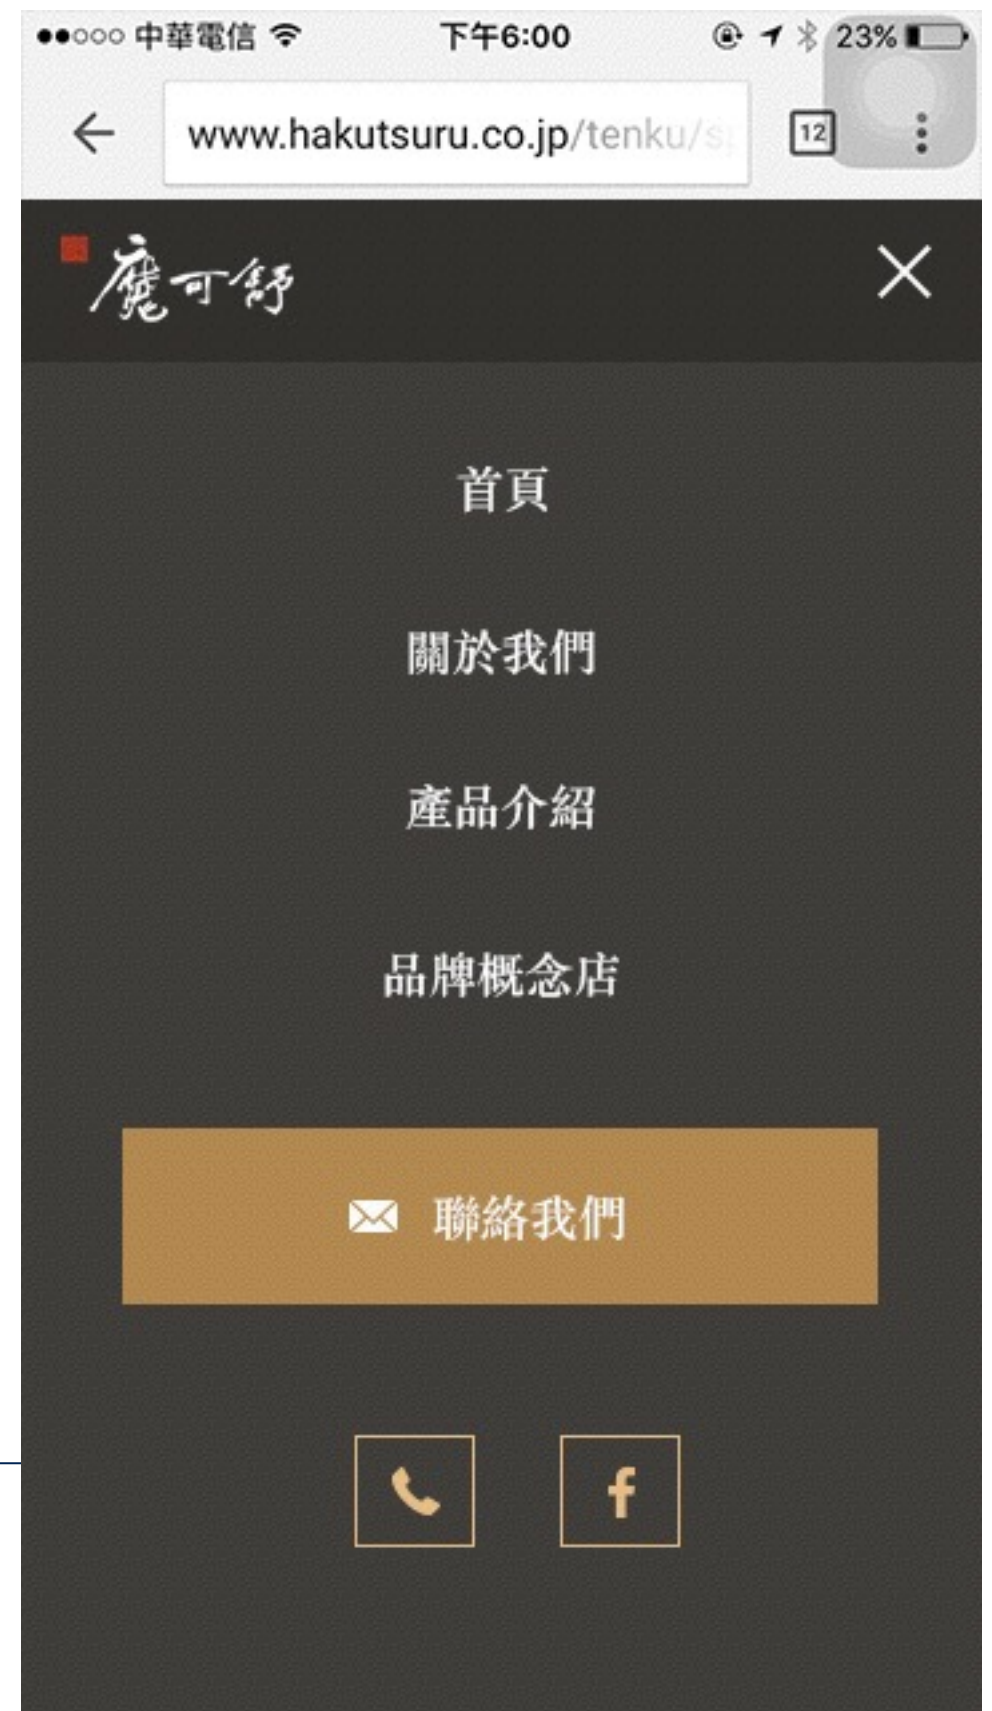 中華電信 下午6:00 23%
www.hakutsuru.co.jp/tenku/s
12
魔可舒
首頁
關於我們
產品介紹
品牌概念店
聯絡我們
f